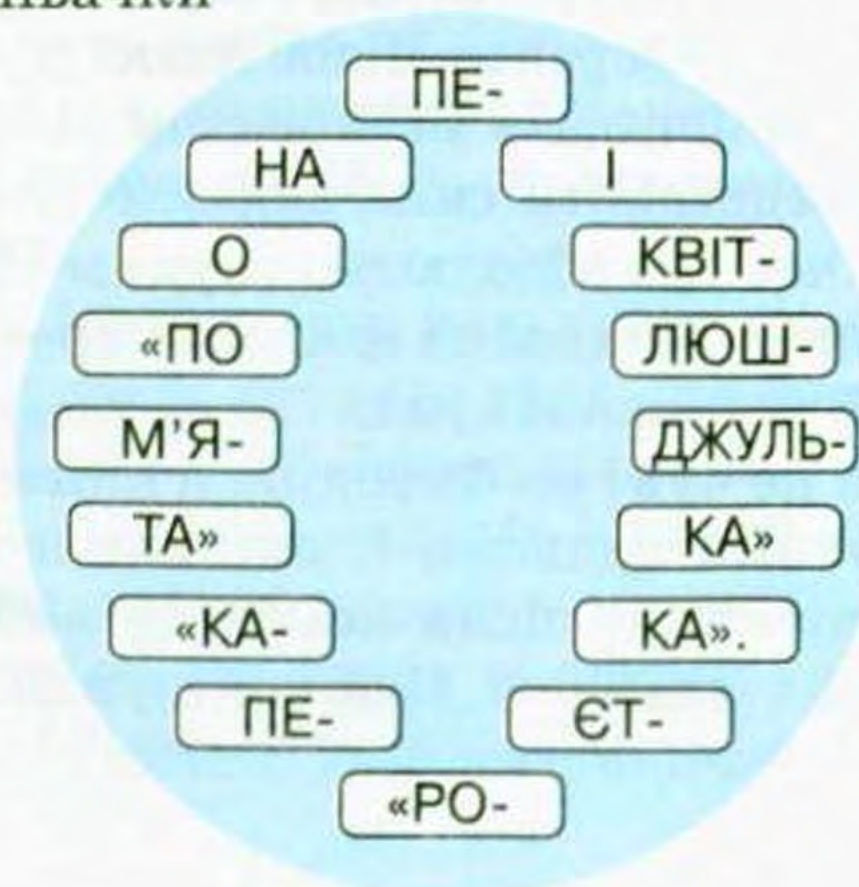 ПЕ-
НА І
О КВІТ-
«ПО ЛЮШ-
М'Я- ДЖУЛЬ-
ТА» КА»
«КА- КА».
ПЕ- ЄТ-
«РО-